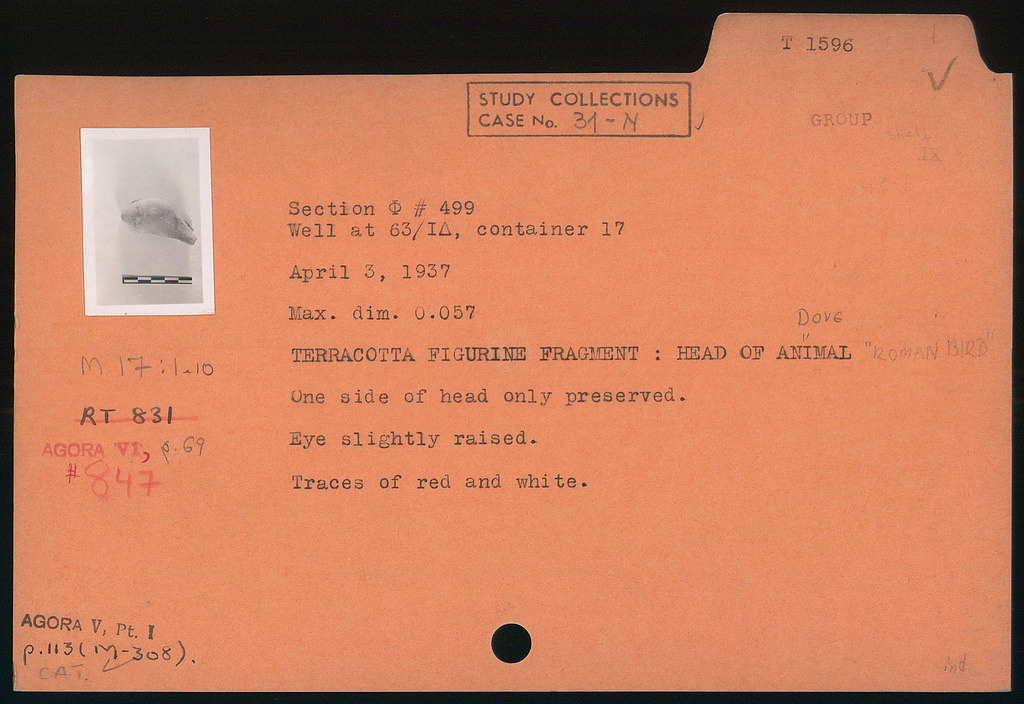 T 1596
STUDY COLLECTIONS
CASE No. 31-N
GROUP
IX
Section Φ # 499
Well at 63/ΙΔ, container 17
April 3, 1937
Max. dim. 0.057
Dove
TERRACOTTA FIGURINE FRAGMENT : HEAD OF ANIMAL "ROMAN BIRD"
One side of head only preserved.
Eye slightly raised.
Traces of red and white.
M 17:1.10
RT 831
AGORA VI, p.69
# 847
AGORA V, Pt. I
p.113 (M-308).
CAT.
ind.